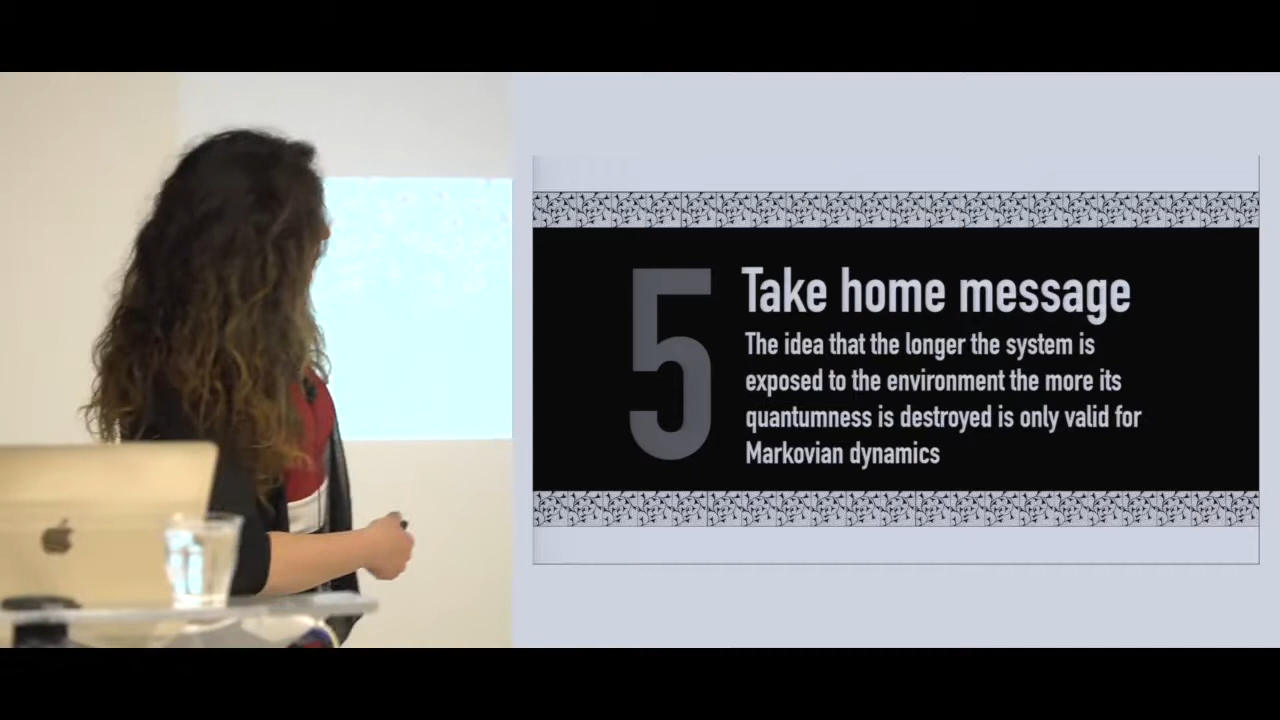 5
Take home message
The idea that the longer the system is
exposed to the environment the more its
quantumness is destroyed is only valid for
Markovian dynamics